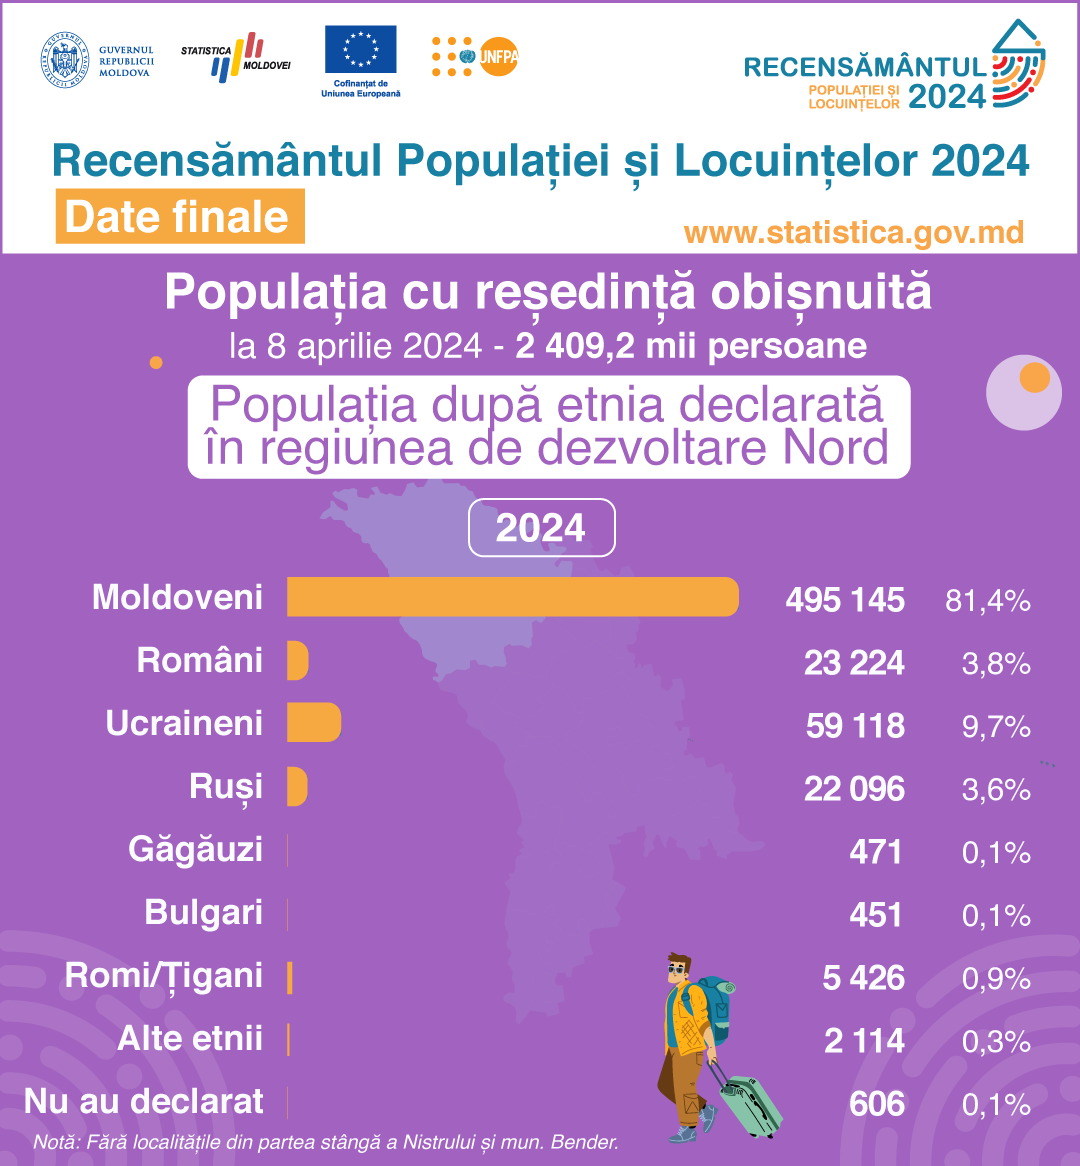 GUVERNUL
REPUBLICII
MOLDOVA
STATISTICA
MOLDOVEI
Cofinanțat de
Uniunea Europeană
UNFPA
RECENSĂMÂNTUL
POPULAȚIEI ȘI
LOCUINȚELOR
2024
Recensământul Populației și Locuințelor 2024
Date finale
www.statistica.gov.md
Populația cu reședință obișnuită
la 8 aprilie 2024 - 2 409,2 mii persoane
Populația după etnia declarată
în regiunea de dezvoltare Nord
2024
Moldoveni 495 145 81,4%
Români 23 224 3,8%
Ucraineni 59 118 9,7%
Ruși 22 096 3,6%
Găgăuzi 471 0,1%
Bulgari 451 0,1%
Romi/Țigani 5 426 0,9%
Alte etnii 2 114 0,3%
Nu au declarat 606 0,1%
Notă: Fără localitățile din partea stângă a Nistrului și mun. Bender.